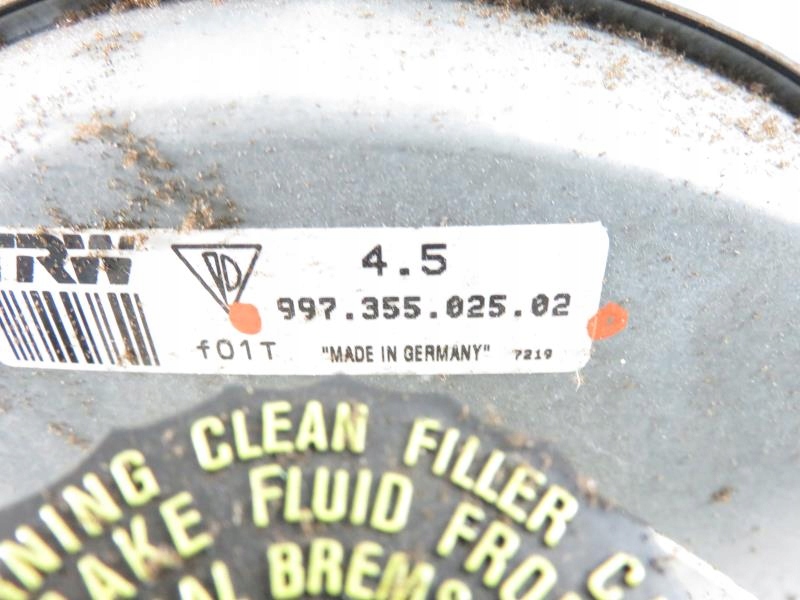 TRW
4.5
997.355.025.02
f01T "MADE IN GERMANY" 7219
CLEAN FILLER
FLUID
BREMS